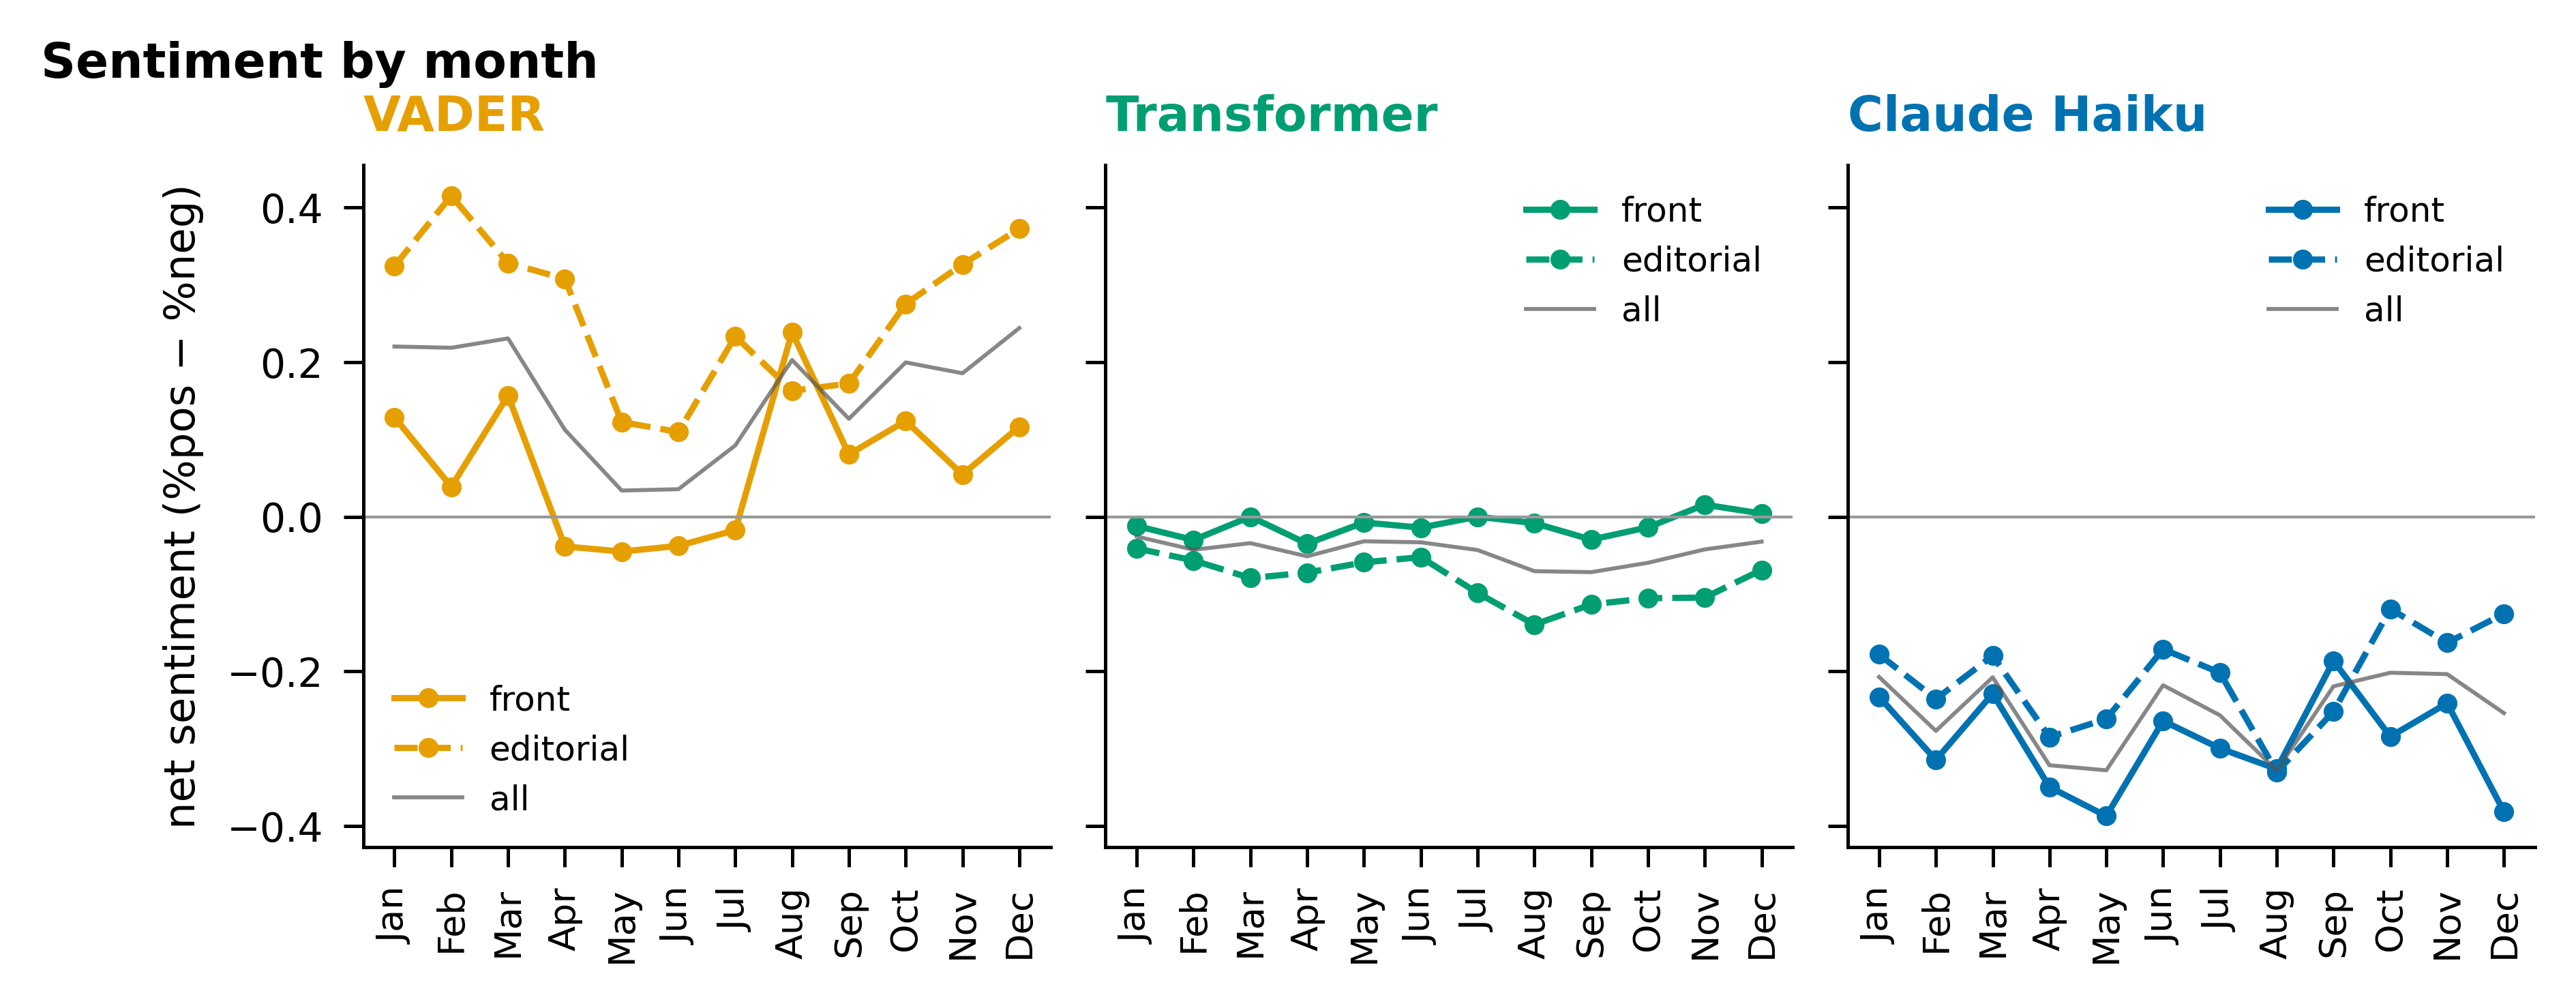 Sentiment by month
VADER
Transformer
Claude Haiku
net sentiment (%pos − %neg)
0.4
0.2
0.0
−0.2
−0.4
front
editorial
all
front
editorial
all
front
editorial
all
Jan
Feb
Mar
Apr
May
Jun
Jul
Aug
Sep
Oct
Nov
Dec
Jan
Feb
Mar
Apr
May
Jun
Jul
Aug
Sep
Oct
Nov
Dec
Jan
Feb
Mar
Apr
May
Jun
Jul
Aug
Sep
Oct
Nov
Dec